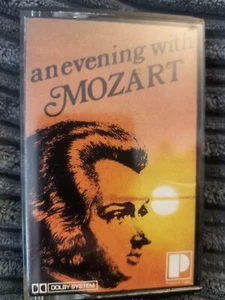 an evening with
MOZART
DOLBY SYSTEM
P